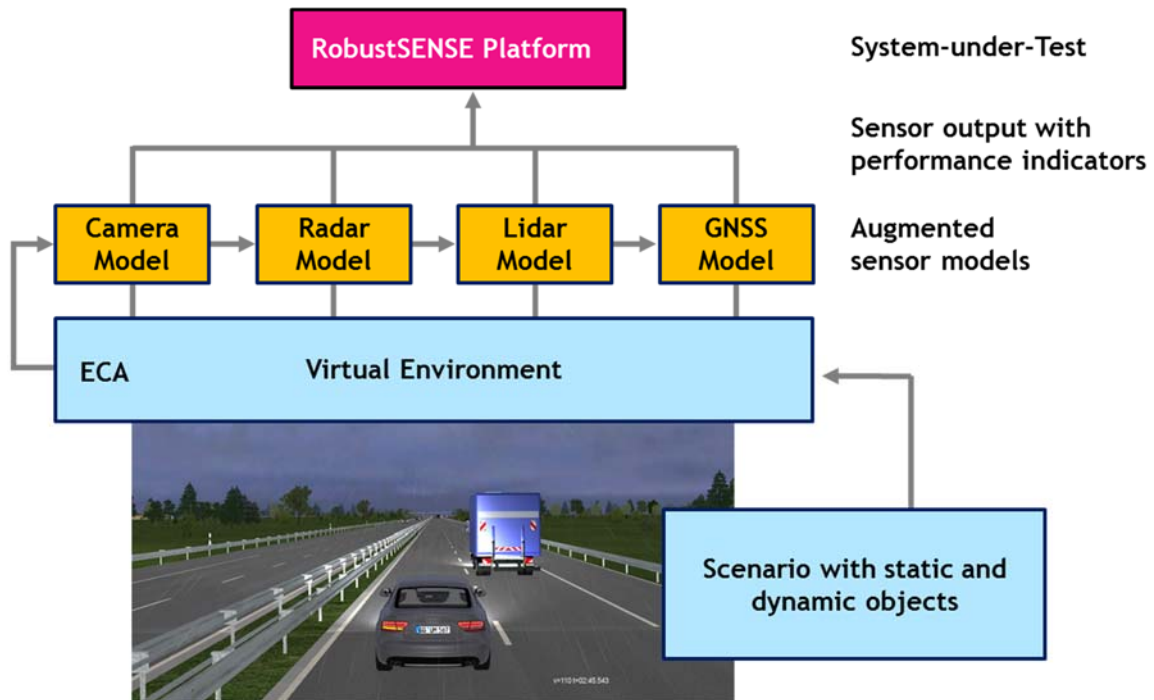 RobustSENSE Platform
System-under-Test
Sensor output with
performance indicators
Camera
Model
Radar
Model
Lidar
Model
GNSS
Model
Augmented
sensor models
ECA
Virtual Environment
Scenario with static and
dynamic objects